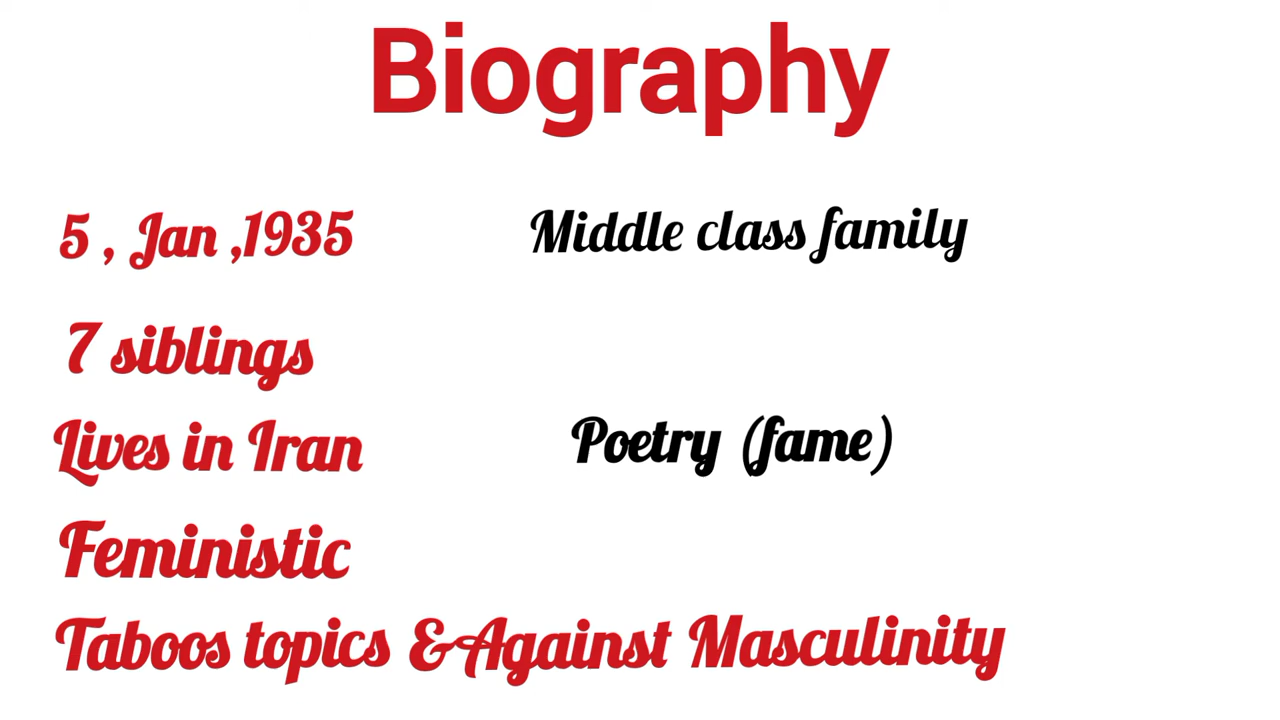 Biography
5 , Jan ,1935 Middle class family
7 siblings
Lives in Iran Poetry (fame)
Feministic
Taboos topics & Against Masculinity